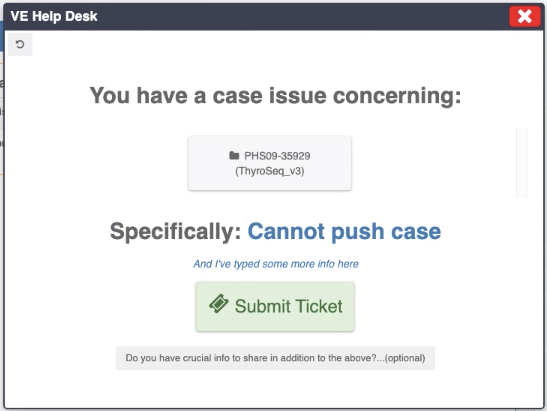 VE Help Desk
You have a case issue concerning:
PHS09-35929
(ThyroSeq_v3)
Specifically: Cannot push case
And I've typed some more info here
Submit Ticket
Do you have crucial info to share in addition to the above?...(optional)